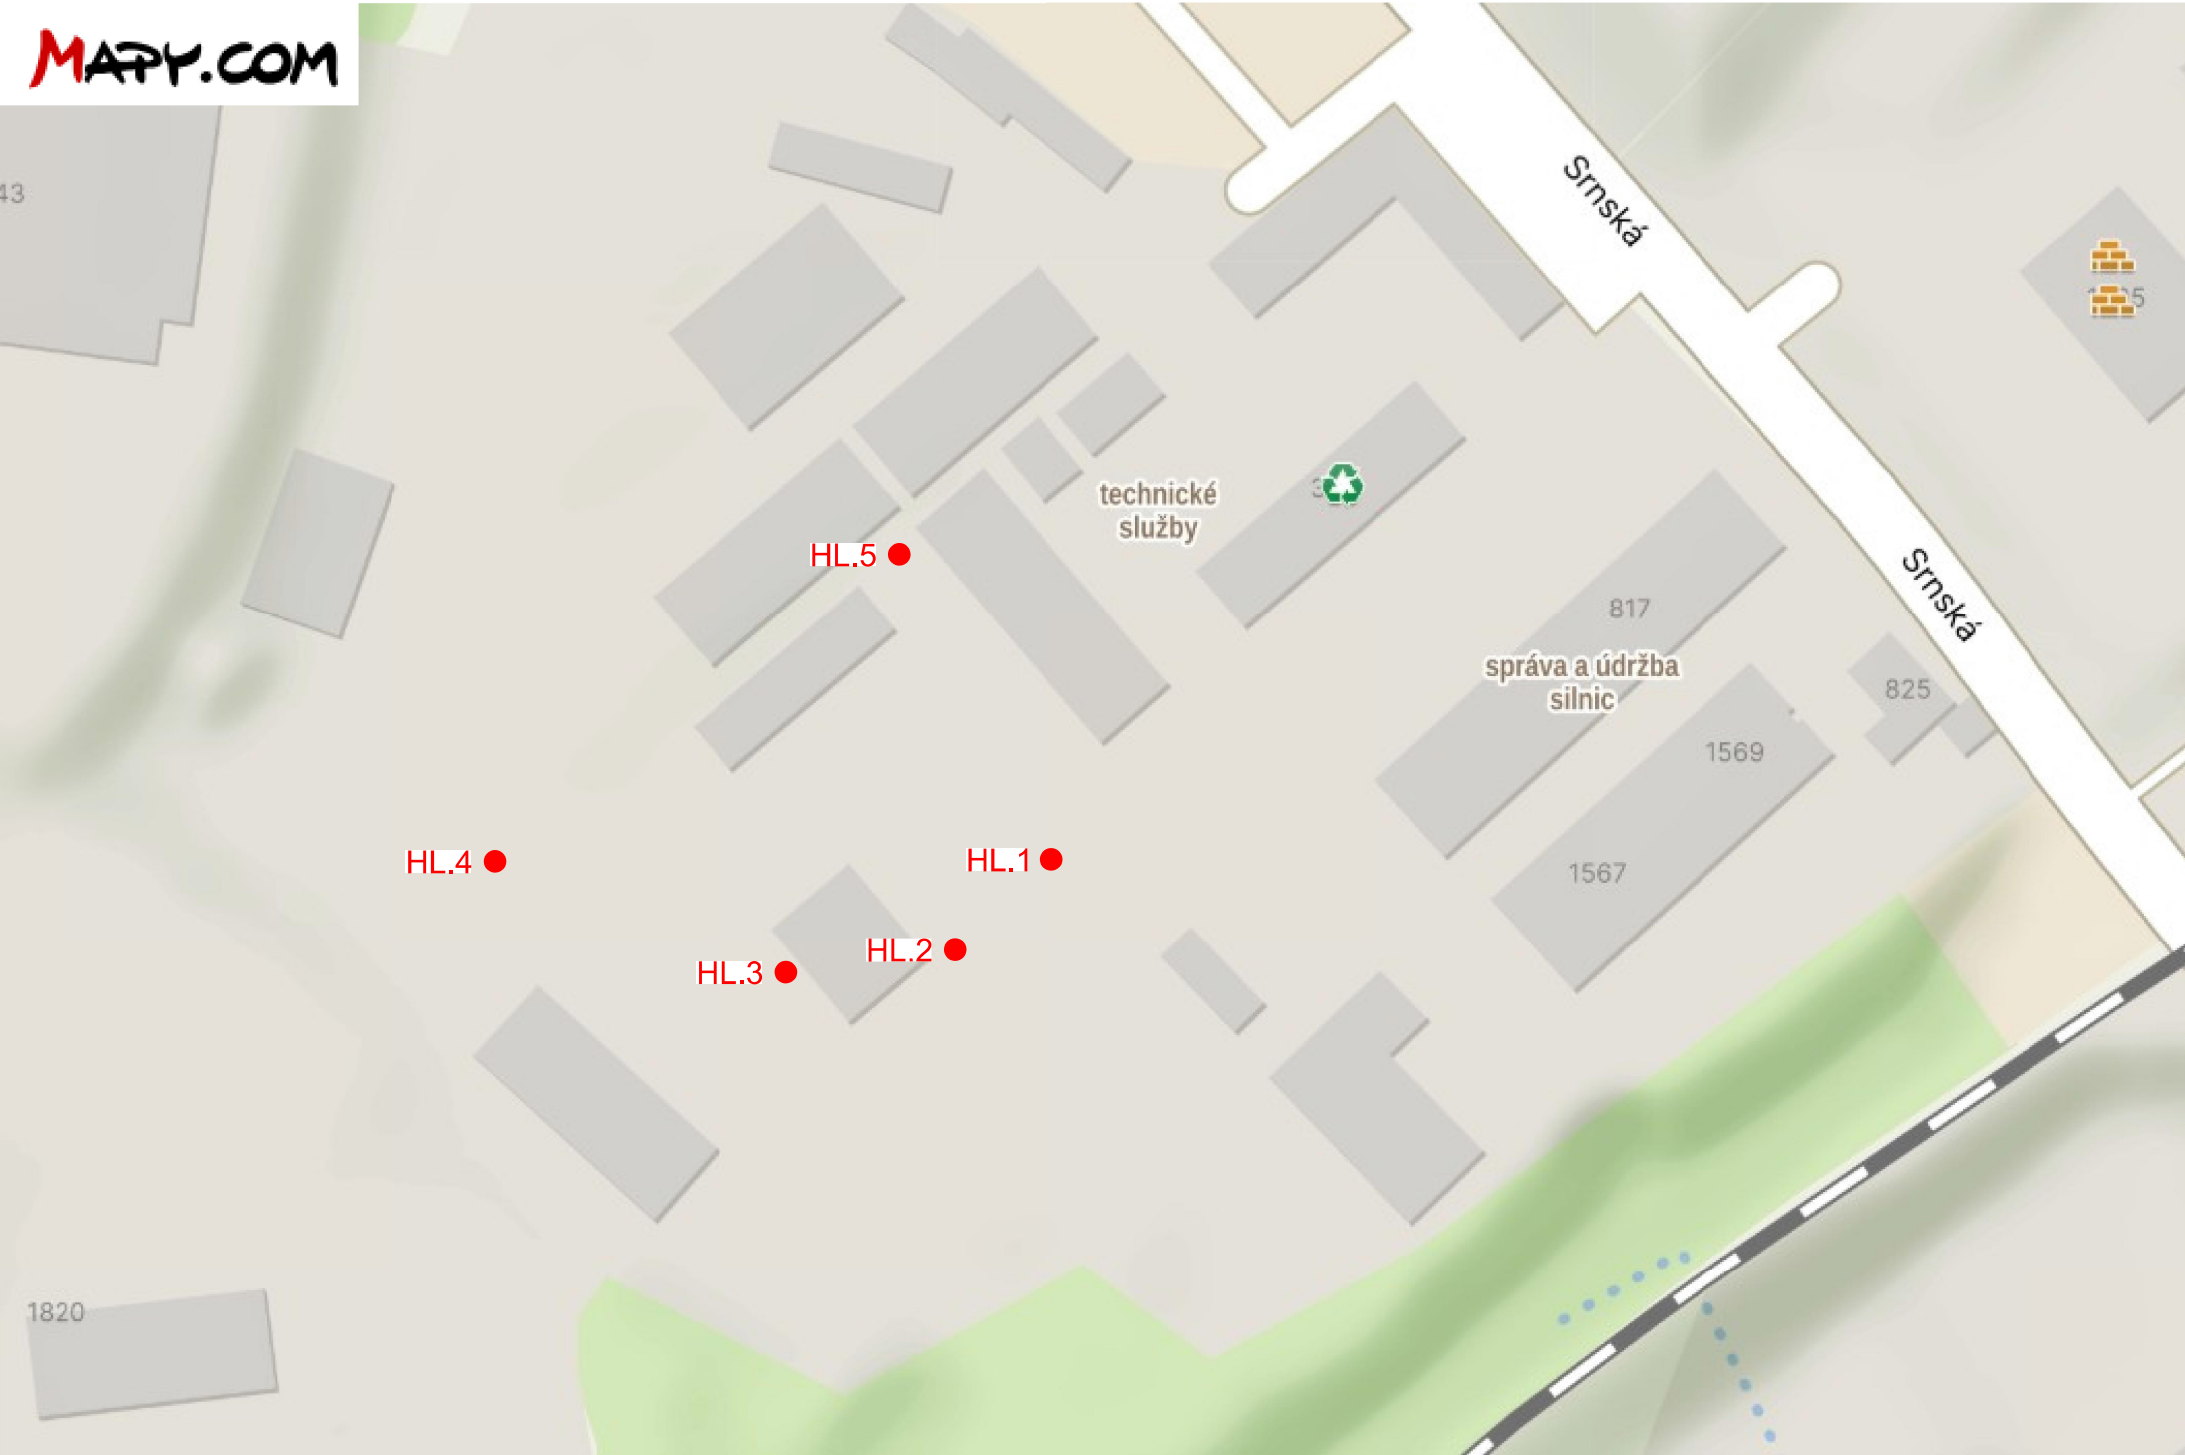 MAPY.COM
43
Srnská
technické
služby
HL.5
817
Srnská
správa a údržba
silnic
825
1569
HL.4
HL.1
1567
HL.2
HL.3
1820